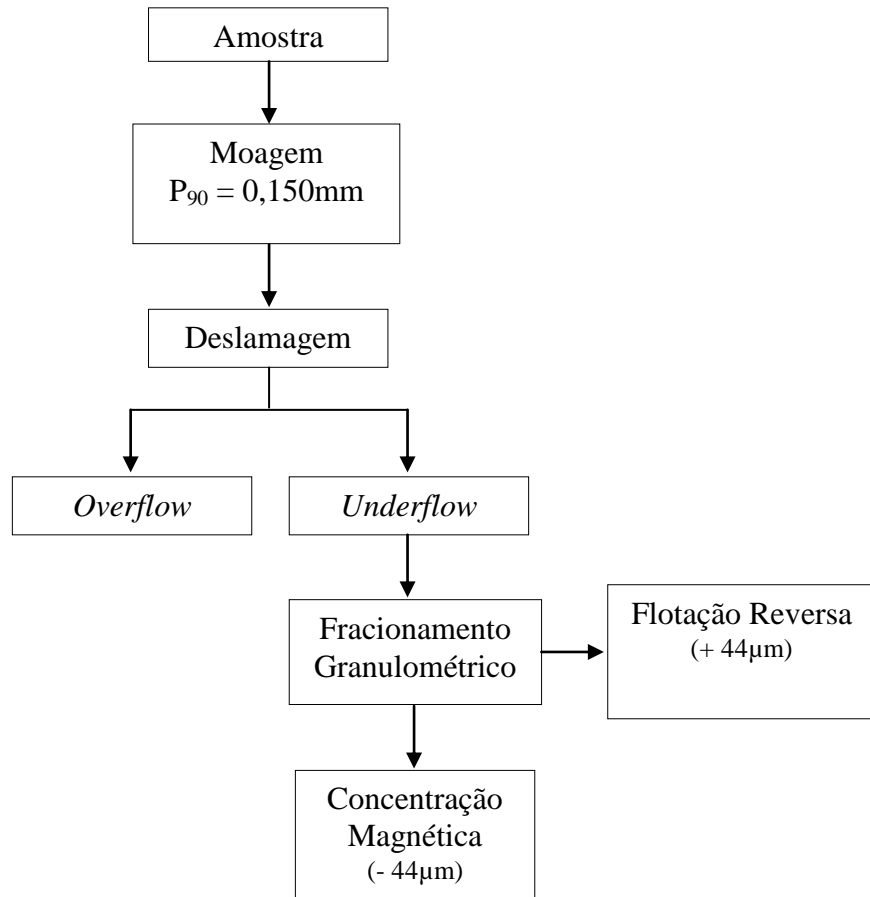 Amostra
Moagem
P₉₀ = 0,150mm
Deslamagem
Overflow
Underflow
Fracionamento
Granulométrico
Flotação Reversa
(+ 44µm)
Concentração
Magnética
(- 44µm)